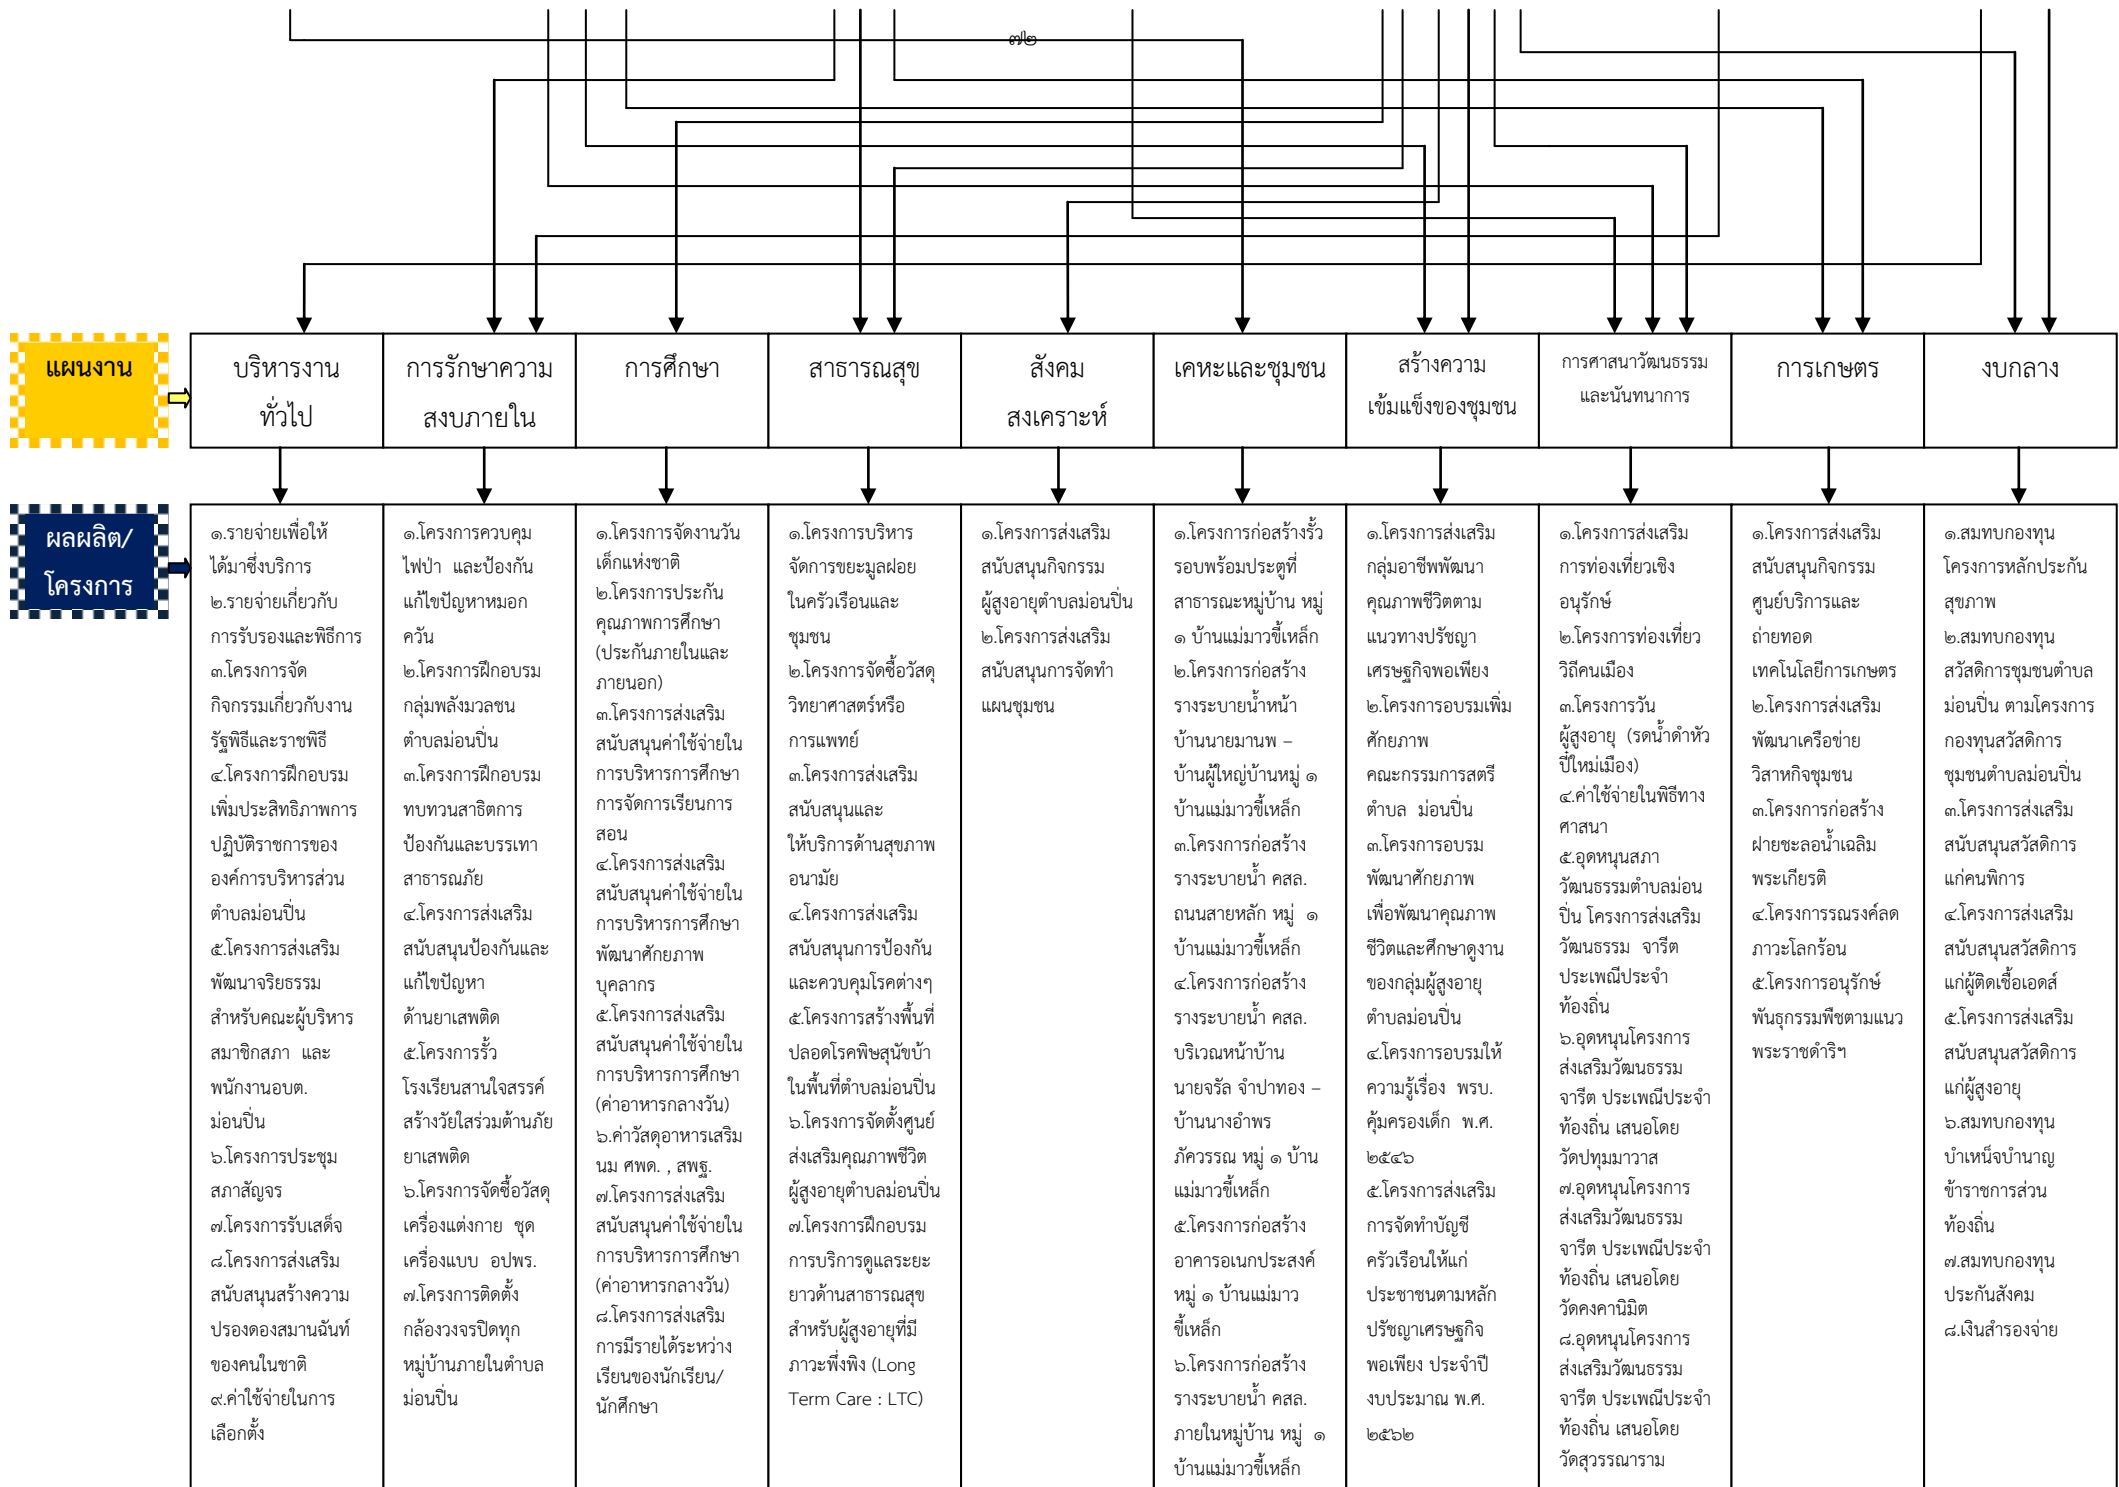 ๗๒
แผนงาน
บริหารงาน
ทั่วไป
การรักษาความ
สงบภายใน
การศึกษา
สาธารณสุข
สังคม
สงเคราะห์
เคหะและชุมชน
สร้างความ
เข้มแข็งของชุมชน
การศาสนาวัฒนธรรม
และนันทนาการ
การเกษตร
งบกลาง
ผลผลิต/
โครงการ
๑.รายจ่ายเพื่อให้
ได้มาซึ่งบริการ
๒.รายจ่ายเกี่ยวกับ
การรับรองและพิธีการ
๓.โครงการจัด
กิจกรรมเกี่ยวกับงาน
รัฐพิธีและราชพิธี
๔.โครงการฝึกอบรม
เพิ่มประสิทธิภาพการ
ปฏิบัติราชการของ
องค์การบริหารส่วน
ตำบลม่อนปิ่น
๕.โครงการส่งเสริม
พัฒนาจริยธรรม
สำหรับคณะผู้บริหาร
สมาชิกสภา และ
พนักงานอบต.
ม่อนปิ่น
๖.โครงการประชุม
สภาสัญจร
๗.โครงการรับเสด็จ
๘.โครงการส่งเสริม
สนับสนุนสร้างความ
ปรองดองสมานฉันท์
ของคนในชาติ
๙.ค่าใช้จ่ายในการ
เลือกตั้ง
๑.โครงการควบคุม
ไฟป่า และป้องกัน
แก้ไขปัญหาหมอก
ควัน
๒.โครงการฝึกอบรม
กลุ่มพลังมวลชน
ตำบลม่อนปิ่น
๓.โครงการฝึกอบรม
ทบทวนสาธิตการ
ป้องกันและบรรเทา
สาธารณภัย
๔.โครงการส่งเสริม
สนับสนุนป้องกันและ
แก้ไขปัญหา
ด้านยาเสพติด
๕.โครงการรั้ว
โรงเรียนสานใจสรรค์
สร้างวัยใสร่วมต้านภัย
ยาเสพติด
๖.โครงการจัดซื้อวัสดุ
เครื่องแต่งกาย ชุด
เครื่องแบบ อปพร.
๗.โครงการติดตั้ง
กล้องวงจรปิดทุก
หมู่บ้านภายในตำบล
ม่อนปิ่น
๑.โครงการจัดงานวัน
เด็กแห่งชาติ
๒.โครงการประกัน
คุณภาพการศึกษา
(ประกันภายในและ
ภายนอก)
๓.โครงการส่งเสริม
สนับสนุนค่าใช้จ่ายใน
การบริหารการศึกษา
การจัดการเรียนการ
สอน
๔.โครงการส่งเสริม
สนับสนุนค่าใช้จ่ายใน
การบริหารการศึกษา
พัฒนาศักยภาพ
บุคลากร
๕.โครงการส่งเสริม
สนับสนุนค่าใช้จ่ายใน
การบริหารการศึกษา
(ค่าอาหารกลางวัน)
๖.ค่าวัสดุอาหารเสริม
นม ศพด. , สพฐ.
๗.โครงการส่งเสริม
สนับสนุนค่าใช้จ่ายใน
การบริหารการศึกษา
(ค่าอาหารกลางวัน)
๘.โครงการส่งเสริม
การมีรายได้ระหว่าง
เรียนของนักเรียน/
นักศึกษา
๑.โครงการบริหาร
จัดการขยะมูลฝอย
ในครัวเรือนและ
ชุมชน
๒.โครงการจัดซื้อวัสดุ
วิทยาศาสตร์หรือ
การแพทย์
๓.โครงการส่งเสริม
สนับสนุนและ
ให้บริการด้านสุขภาพ
อนามัย
๔.โครงการส่งเสริม
สนับสนุนการป้องกัน
และควบคุมโรคต่างๆ
๕.โครงการสร้างพื้นที่
ปลอดโรคพิษสุนัขบ้า
ในพื้นที่ตำบลม่อนปิ่น
๖.โครงการจัดตั้งศูนย์
ส่งเสริมคุณภาพชีวิต
ผู้สูงอายุตำบลม่อนปิ่น
๗.โครงการฝึกอบรม
การบริการดูแลระยะ
ยาวด้านสาธารณสุข
สำหรับผู้สูงอายุที่มี
ภาวะพึ่งพิง (Long
Term Care : LTC)
๑.โครงการส่งเสริม
สนับสนุนกิจกรรม
ผู้สูงอายุตำบลม่อนปิ่น
๒.โครงการส่งเสริม
สนับสนุนการจัดทำ
แผนชุมชน
๑.โครงการก่อสร้างรั้ว
รอบพร้อมประตูที่
สาธารณะหมู่บ้าน หมู่
๑ บ้านแม่มาวขี้เหล็ก
๒.โครงการก่อสร้าง
รางระบายน้ำหน้า
บ้านนายมานพ –
บ้านผู้ใหญ่บ้านหมู่ ๑
บ้านแม่มาวขี้เหล็ก
๓.โครงการก่อสร้าง
รางระบายน้ำ คสล.
ถนนสายหลัก หมู่ ๑
บ้านแม่มาวขี้เหล็ก
๔.โครงการก่อสร้าง
รางระบายน้ำ คสล.
บริเวณหน้าบ้าน
นายจรัล จำปาทอง –
บ้านนางอำพร
ภัควรรณ หมู่ ๑ บ้าน
แม่มาวขี้เหล็ก
๕.โครงการก่อสร้าง
อาคารอเนกประสงค์
หมู่ ๑ บ้านแม่มาว
ขี้เหล็ก
๖.โครงการก่อสร้าง
รางระบายน้ำ คสล.
ภายในหมู่บ้าน หมู่ ๑
บ้านแม่มาวขี้เหล็ก
๑.โครงการส่งเสริม
กลุ่มอาชีพพัฒนา
คุณภาพชีวิตตาม
แนวทางปรัชญา
เศรษฐกิจพอเพียง
๒.โครงการอบรมเพิ่ม
ศักยภาพ
คณะกรรมการสตรี
ตำบล ม่อนปิ่น
๓.โครงการอบรม
พัฒนาศักยภาพ
เพื่อพัฒนาคุณภาพ
ชีวิตและศึกษาดูงาน
ของกลุ่มผู้สูงอายุ
ตำบลม่อนปิ่น
๔.โครงการอบรมให้
ความรู้เรื่อง พรบ.
คุ้มครองเด็ก พ.ศ.
๒๕๔๖
๕.โครงการส่งเสริม
การจัดทำบัญชี
ครัวเรือนให้แก่
ประชาชนตามหลัก
ปรัชญาเศรษฐกิจ
พอเพียง ประจำปี
งบประมาณ พ.ศ.
๒๕๖๒
๑.โครงการส่งเสริม
การท่องเที่ยวเชิง
อนุรักษ์
๒.โครงการท่องเที่ยว
วิถีคนเมือง
๓.โครงการวัน
ผู้สูงอายุ (รดน้ำดำหัว
ปี๋ใหม่เมือง)
๔.ค่าใช้จ่ายในพิธีทาง
ศาสนา
๕.อุดหนุนสภา
วัฒนธรรมตำบลม่อน
ปิ่น โครงการส่งเสริม
วัฒนธรรม จารีต
ประเพณีประจำ
ท้องถิ่น
๖.อุดหนุนโครงการ
ส่งเสริมวัฒนธรรม
จารีต ประเพณีประจำ
ท้องถิ่น เสนอโดย
วัดปทุมมาวาส
๗.อุดหนุนโครงการ
ส่งเสริมวัฒนธรรม
จารีต ประเพณีประจำ
ท้องถิ่น เสนอโดย
วัดคงคานิมิต
๘.อุดหนุนโครงการ
ส่งเสริมวัฒนธรรม
จารีต ประเพณีประจำ
ท้องถิ่น เสนอโดย
วัดสุวรรณาราม
๑.โครงการส่งเสริม
สนับสนุนกิจกรรม
ศูนย์บริการและ
ถ่ายทอด
เทคโนโลยีการเกษตร
๒.โครงการส่งเสริม
พัฒนาเครือข่าย
วิสาหกิจชุมชน
๓.โครงการก่อสร้าง
ฝายชะลอน้ำเฉลิม
พระเกียรติ
๔.โครงการรณรงค์ลด
ภาวะโลกร้อน
๕.โครงการอนุรักษ์
พันธุกรรมพืชตามแนว
พระราชดำริฯ
๑.สมทบกองทุน
โครงการหลักประกัน
สุขภาพ
๒.สมทบกองทุน
สวัสดิการชุมชนตำบล
ม่อนปิ่น ตามโครงการ
กองทุนสวัสดิการ
ชุมชนตำบลม่อนปิ่น
๓.โครงการส่งเสริม
สนับสนุนสวัสดิการ
แก่คนพิการ
๔.โครงการส่งเสริม
สนับสนุนสวัสดิการ
แก่ผู้ติดเชื้อเอดส์
๕.โครงการส่งเสริม
สนับสนุนสวัสดิการ
แก่ผู้สูงอายุ
๖.สมทบกองทุน
บำเหน็จบำนาญ
ข้าราชการส่วน
ท้องถิ่น
๗.สมทบกองทุน
ประกันสังคม
๘.เงินสำรองจ่าย